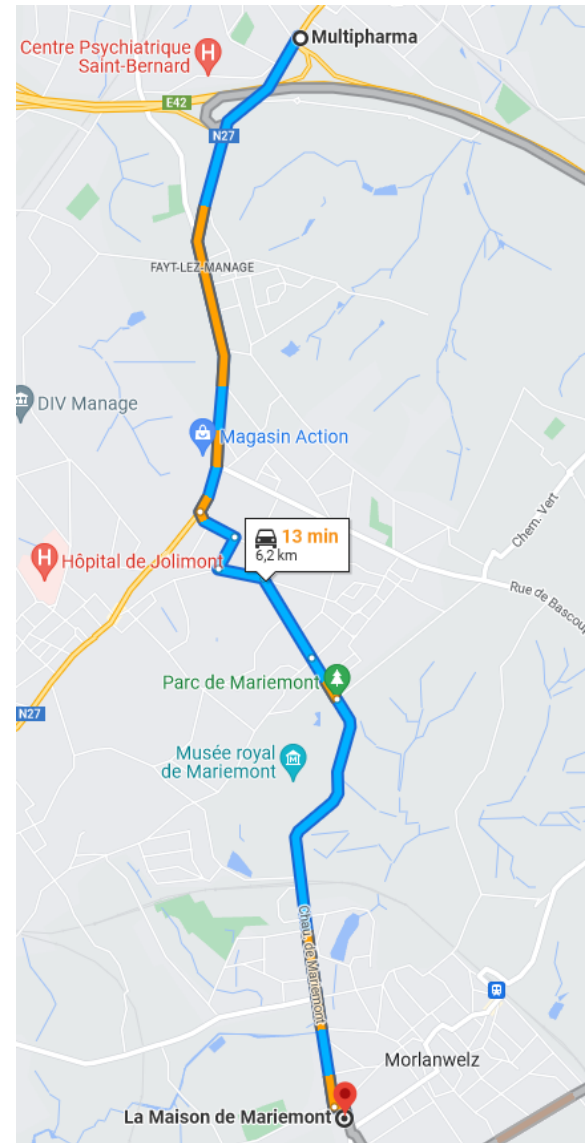 Multipharma
Centre Psychiatrique
Saint-Bernard
H
E42
N27
FAYT-LEZ-MANAGE
DIV Manage
Magasin Action
13 min
6,2 km
Chem. Vert
H
Hôpital de Jolimont
Rue de Bascoup
Parc de Mariemont
N27
Musée royal
de Mariemont
M
Chau. de Mariemont
Morlanwelz
La Maison de Mariemont